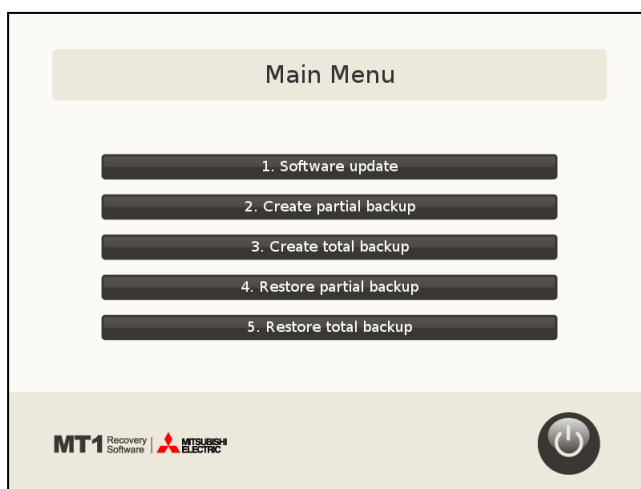 Main Menu
1. Software update
2. Create partial backup
3. Create total backup
4. Restore partial backup
5. Restore total backup
MT1 Recovery Software | MITSUBISHI ELECTRIC